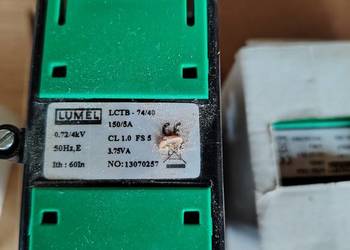 LUMEL
LCTB - 74/40
150/5A
0.72/4kV
CL 1.0 FS 5
50Hz,E
3.75VA
Ith : 60In
NO: 13070257
CE